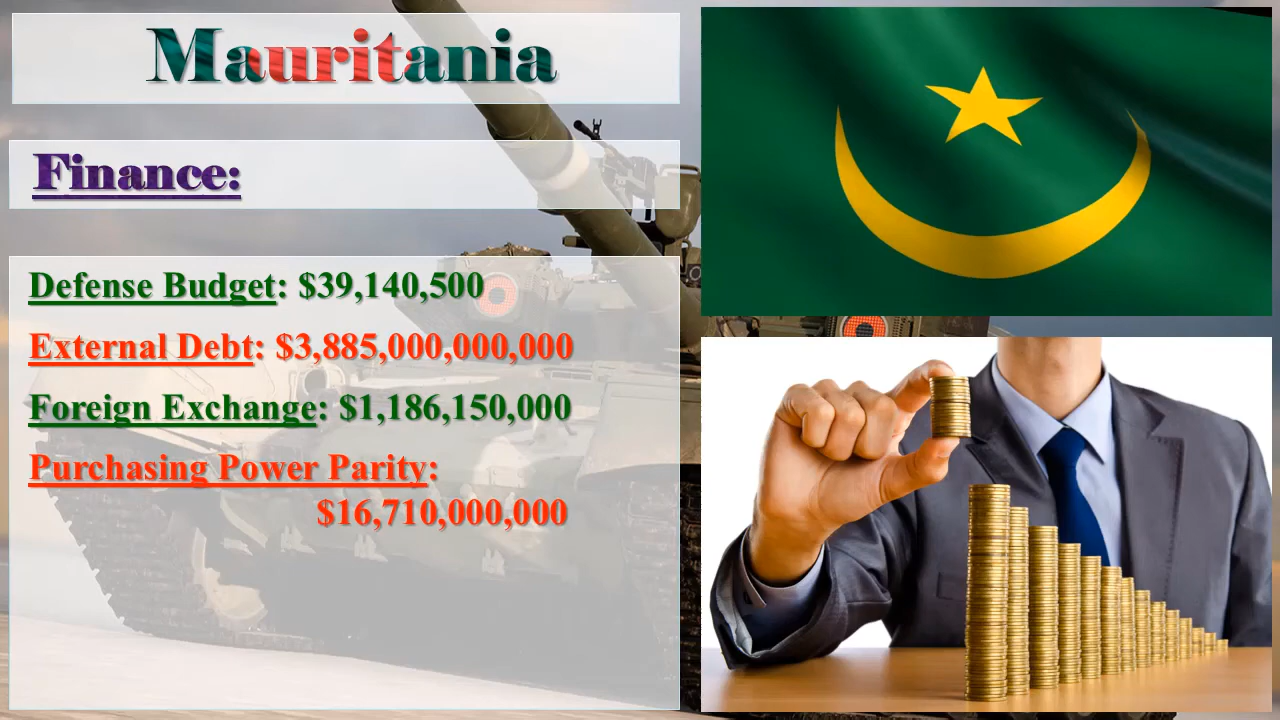 Mauritania
Finance:
Defense Budget: $39,140,500
External Debt: $3,885,000,000,000
Foreign Exchange: $1,186,150,000
Purchasing Power Parity:
$16,710,000,000